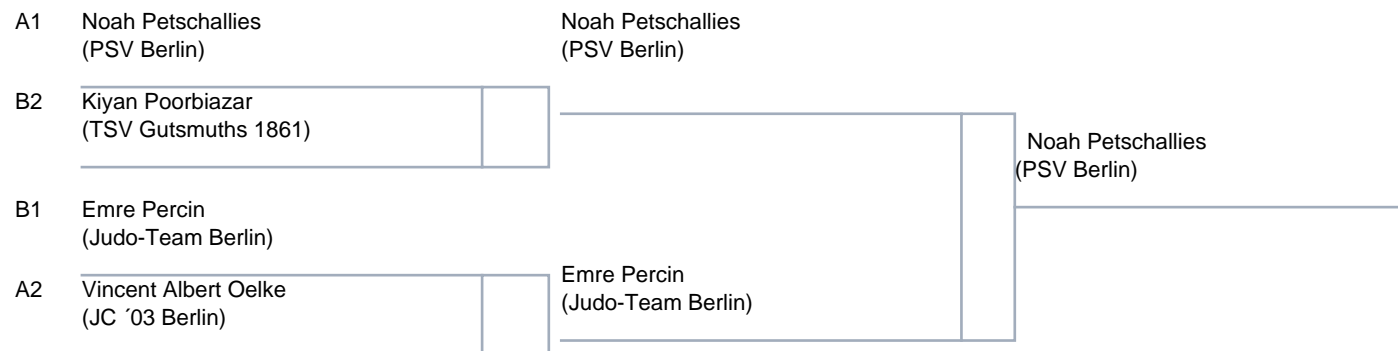 A1 Noah Petschallies
(PSV Berlin)
B2 Kiyan Poorbiazar
(TSV Gutsmuths 1861)
B1 Emre Percin
(Judo-Team Berlin)
A2 Vincent Albert Oelke
(JC ´03 Berlin)
Noah Petschallies
(PSV Berlin)
Emre Percin
(Judo-Team Berlin)
Noah Petschallies
(PSV Berlin)